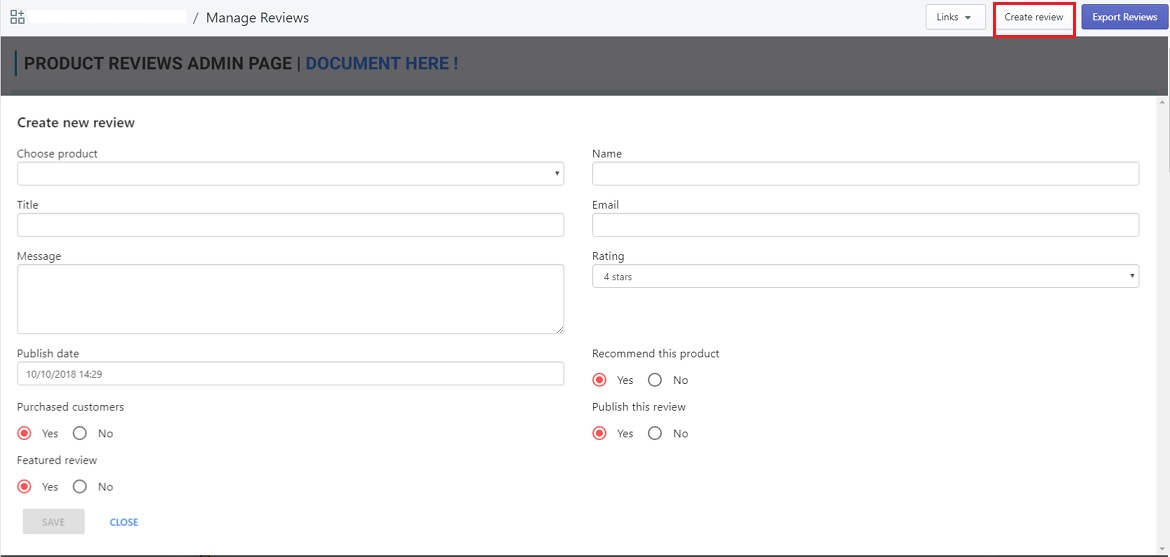 / Manage Reviews
Links
Create review
Export Reviews
PRODUCT REVIEWS ADMIN PAGE | DOCUMENT HERE !
Create new review
Choose product
Name
Title
Email
Message
Rating
4 stars
Publish date
10/10/2018 14:29
Recommend this product
Yes No
Purchased customers
Yes No
Publish this review
Yes No
Featured review
Yes No
SAVE CLOSE